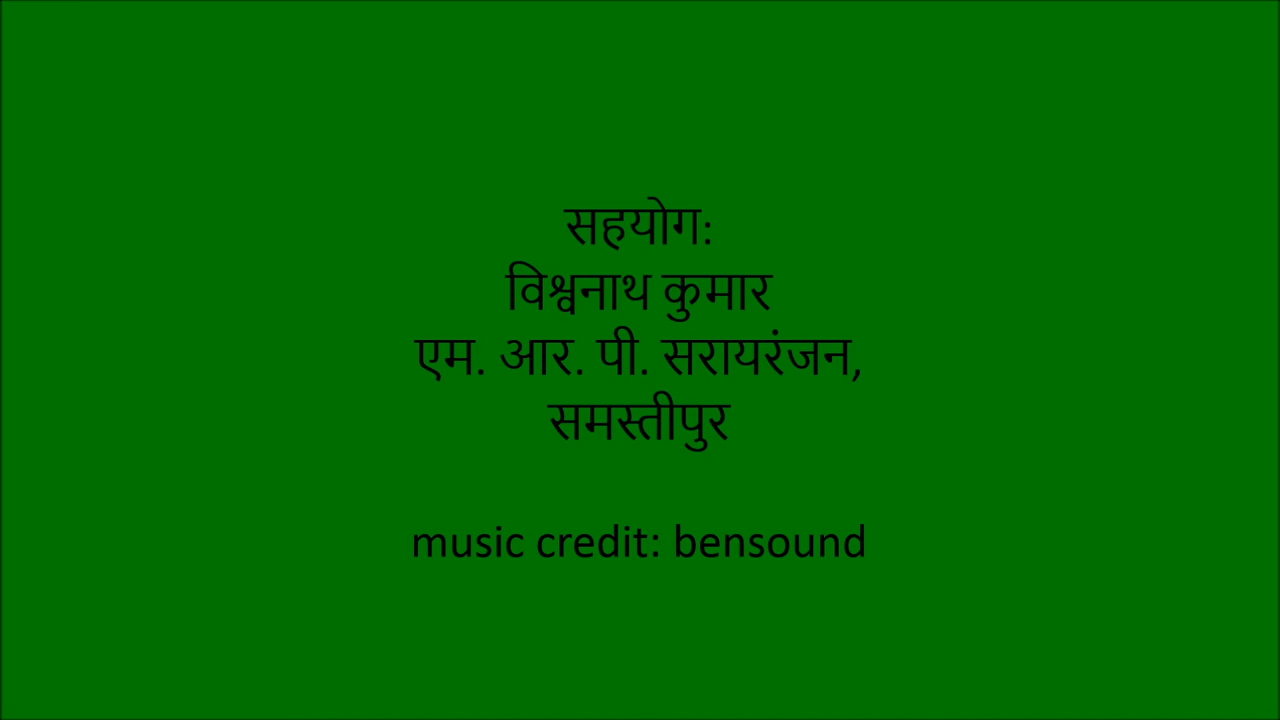 सहयोग:
विश्वनाथ कुमार
एम. आर. पी. सरायरंजन,
समस्तीपुर
music credit: bensound